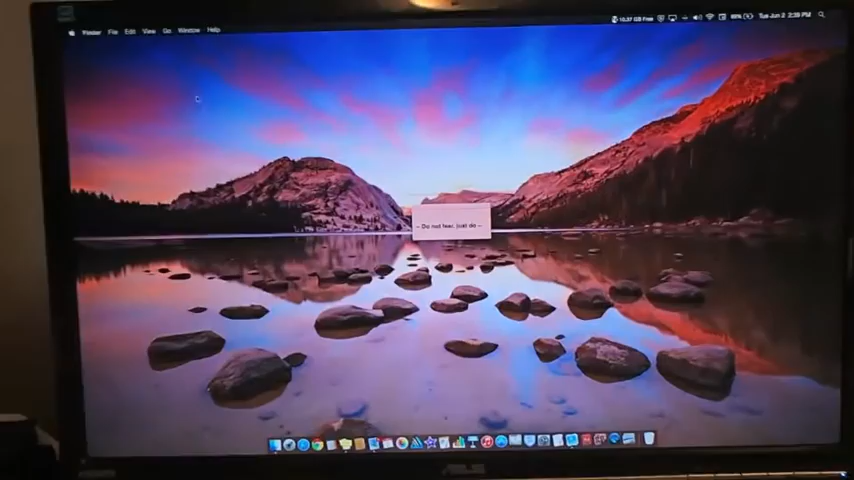 Finder File Edit View Go Window Help
10.37 GB Free
Tue Jun 2 2:39 PM
-- Do not fear. Just do --